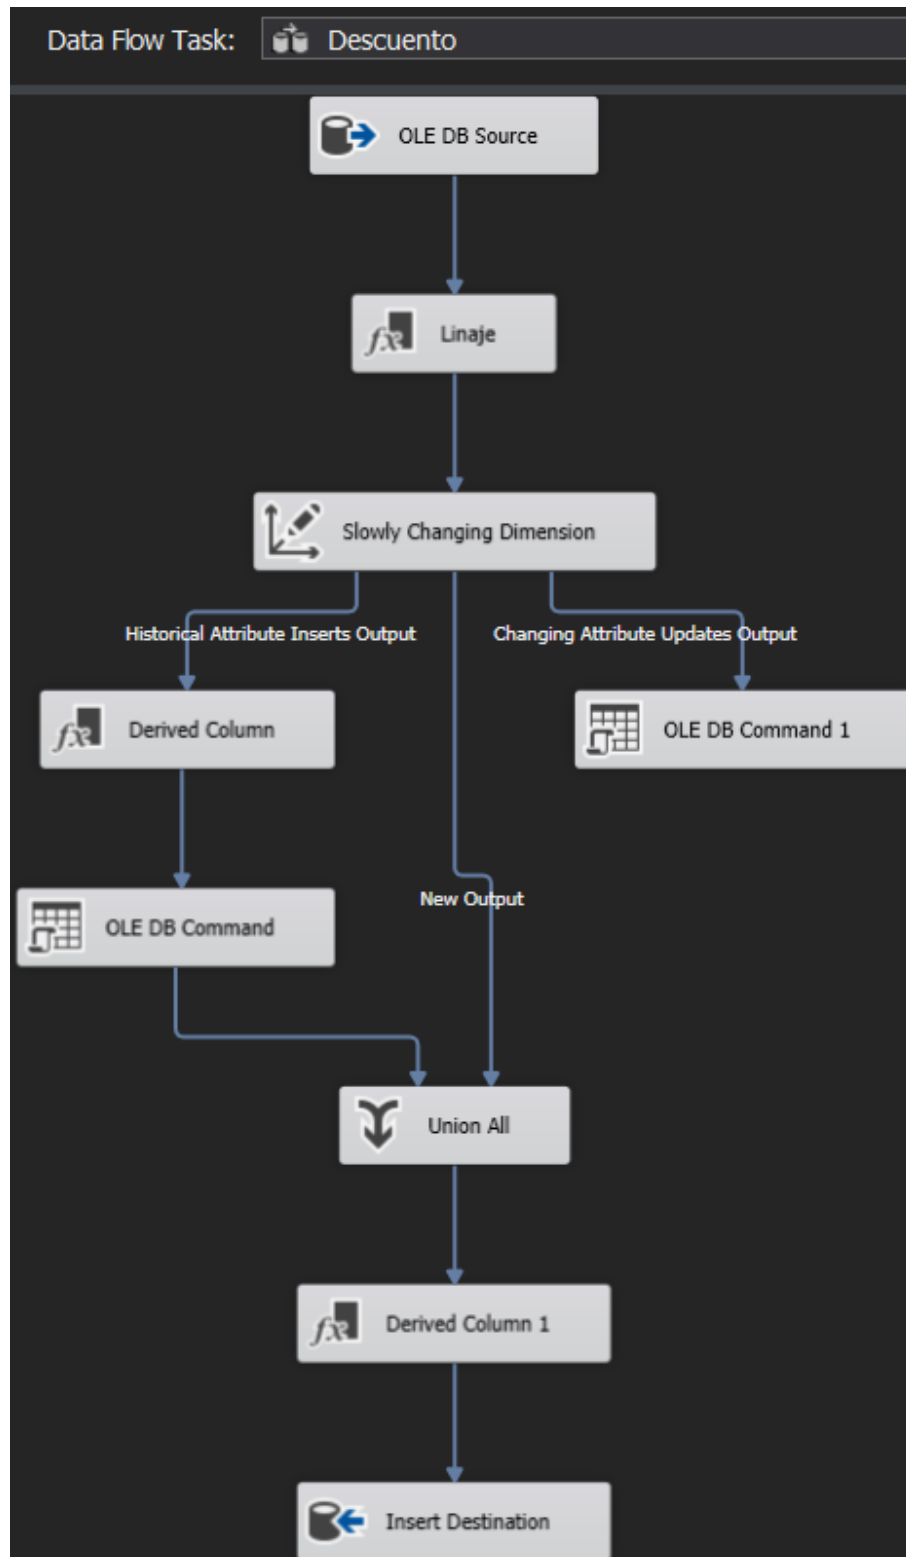 Data Flow Task: Descuento
OLE DB Source
Linaje
Slowly Changing Dimension
Historical Attribute Inserts Output
Changing Attribute Updates Output
Derived Column
OLE DB Command 1
New Output
OLE DB Command
Union All
Derived Column 1
Insert Destination